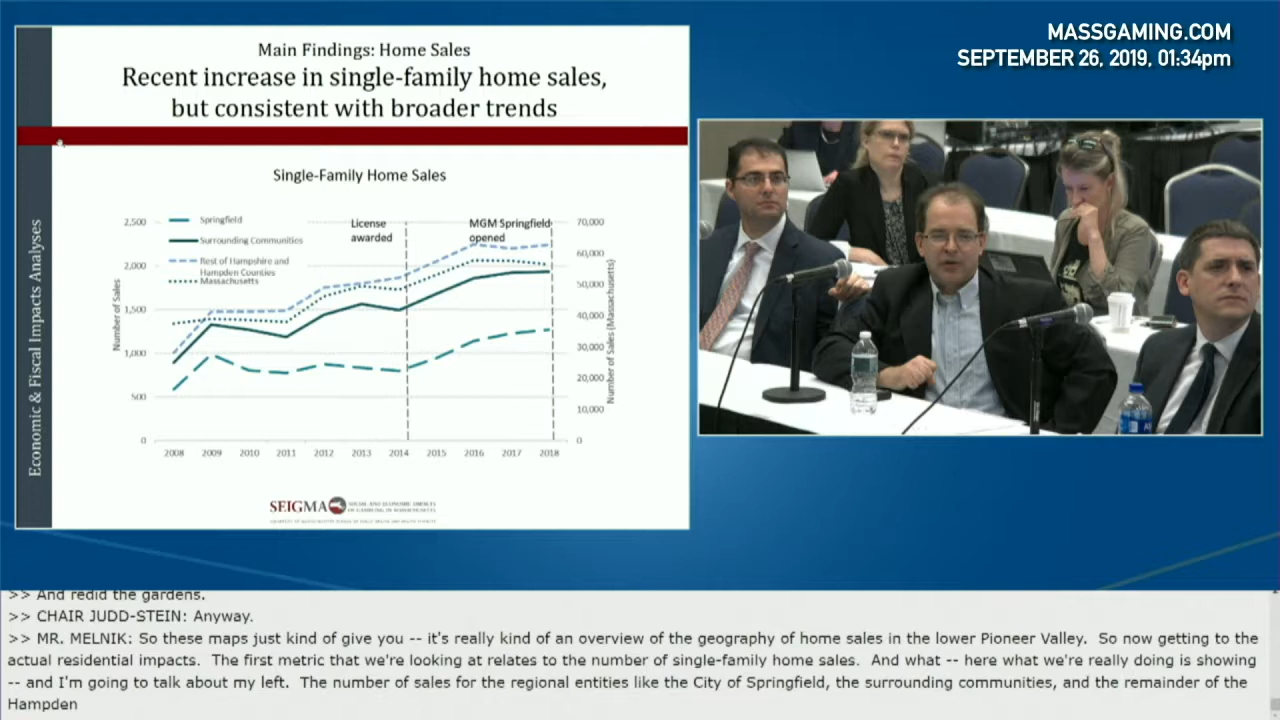 MASSGAMING.COM
SEPTEMBER 26, 2019, 01:34pm
Main Findings: Home Sales
Recent increase in single-family home sales,
but consistent with broader trends
Economic & Fiscal Impacts Analyses
Single-Family Home Sales
Springfield
Surrounding Communities
Rest of Hampshire and
Hampden Counties
Massachusetts
License
awarded
MGM Springfield
opened
Number of Sales
2,500
2,000
1,500
1,000
500
0
70,000
60,000
50,000
40,000
30,000
20,000
10,000
0
Number of Sales (Massachusetts)
2008 2009 2010 2011 2012 2013 2014 2015 2016 2017 2018
SEIGMA
SOCIAL AND ECONOMIC IMPACTS
OF GAMBLING IN MASSACHUSETTS
>> And redid the gardens.
>> CHAIR JUDD-STEIN: Anyway.
>> MR. MELNIK: So these maps just kind of give you -- it's really kind of an overview of the geography of home sales in the lower Pioneer Valley. So now getting to the
actual residential impacts. The first metric that we're looking at relates to the number of single-family home sales. And what -- here what we're really doing is showing
-- and I'm going to talk about my left. The number of sales for the regional entities like the City of Springfield, the surrounding communities, and the remainder of the
Hampden